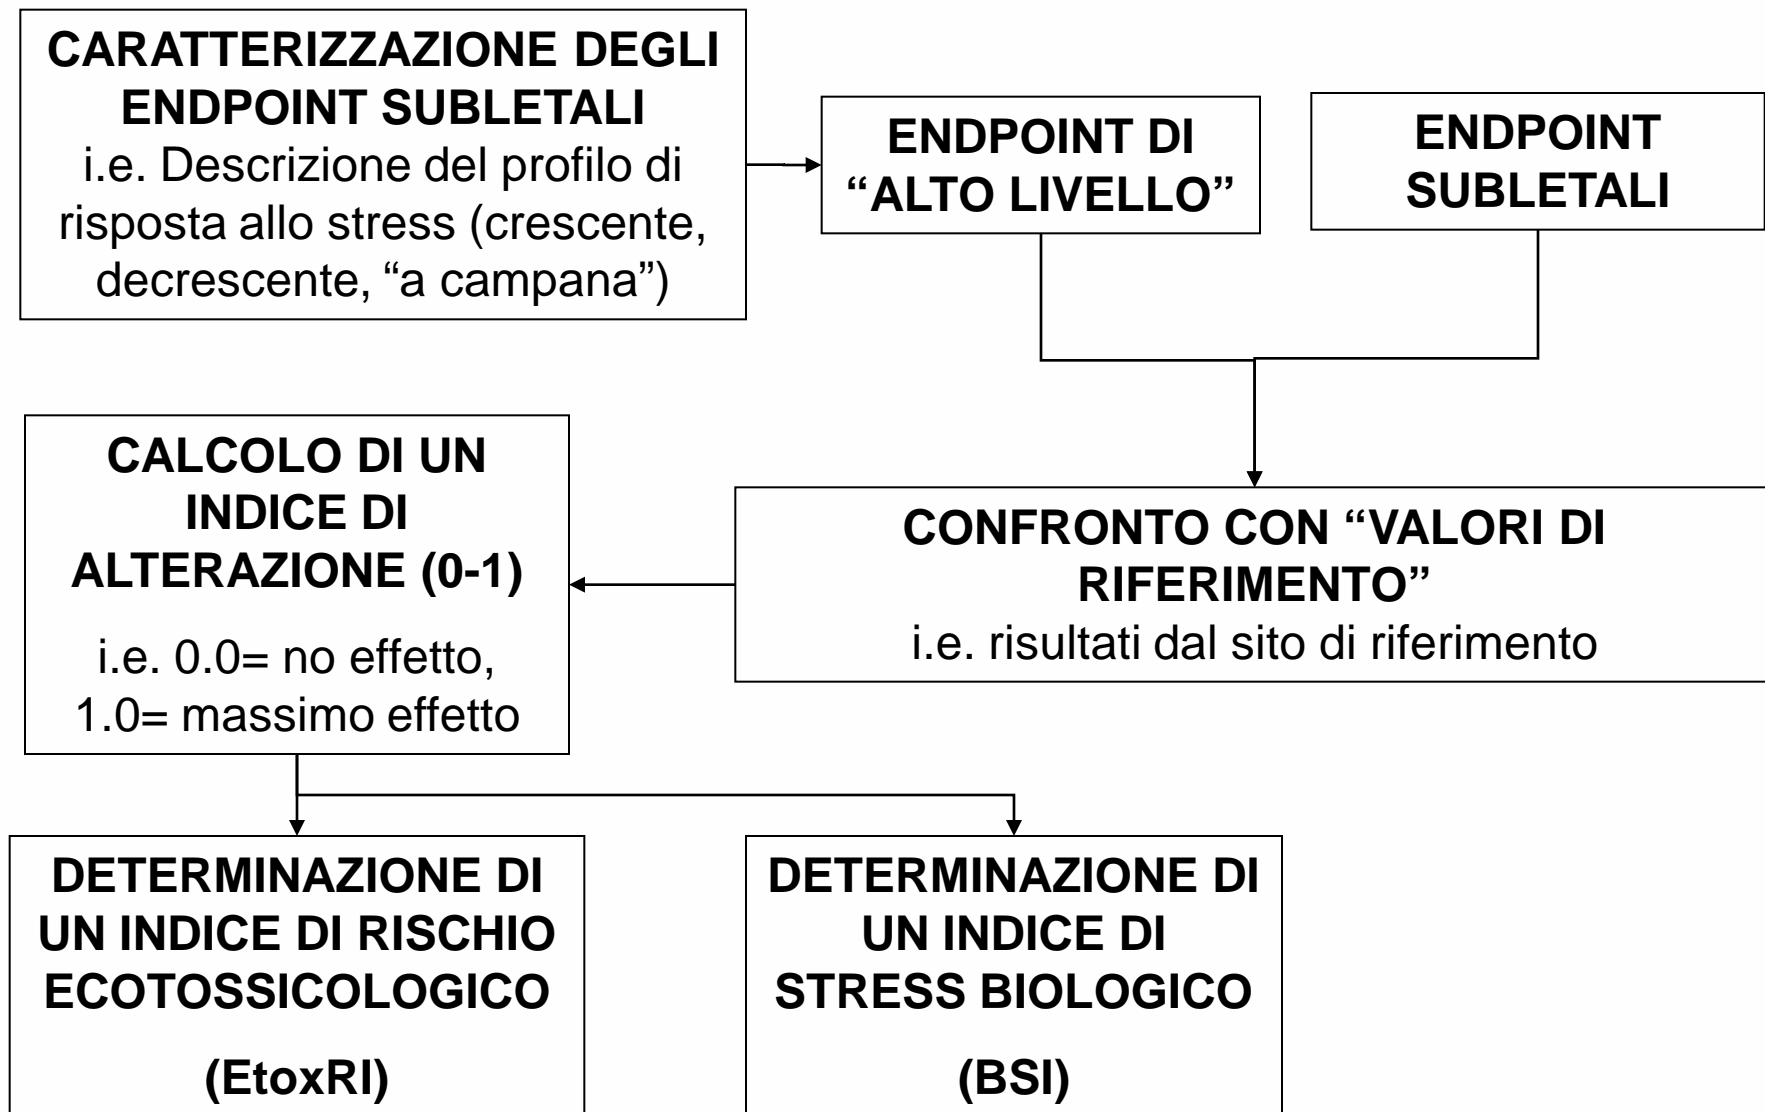 CARATTERIZZAZIONE DEGLI
ENDPOINT SUBLETALI
i.e. Descrizione del profilo di
risposta allo stress (crescente,
decrescente, “a campana”)
ENDPOINT DI
“ALTO LIVELLO”
ENDPOINT
SUBLETALI
CONFRONTO CON “VALORI DI
RIFERIMENTO”
i.e. risultati dal sito di riferimento
CALCOLO DI UN
INDICE DI
ALTERAZIONE (0-1)
i.e. 0.0= no effetto,
1.0= massimo effetto
DETERMINAZIONE DI
UN INDICE DI RISCHIO
ECOTOSSICOLOGICO
(EtoxRI)
DETERMINAZIONE DI
UN INDICE DI
STRESS BIOLOGICO
(BSI)